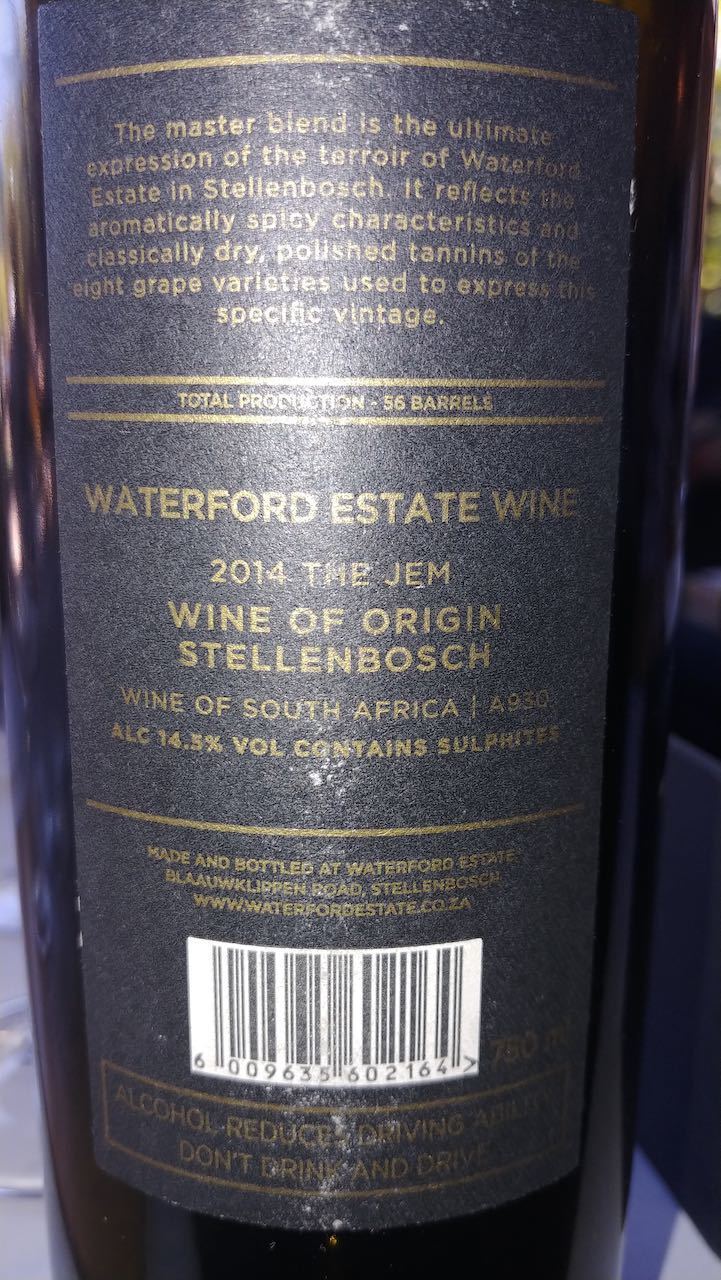 The master blend is the ultimate
expression of the terroir of Waterford
Estate in Stellenbosch. It reflects the
aromatically spicy characteristics and
classically dry, polished tannins of the
eight grape varieties used to express this
specific vintage.
TOTAL PRODUCTION - 56 BARRELS
WATERFORD ESTATE WINE
2014 THE JEM
WINE OF ORIGIN
STELLENBOSCH
WINE OF SOUTH AFRICA | A930
ALC 14.5% VOL CONTAINS SULPHITES
MADE AND BOTTLED AT WATERFORD ESTATE,
BLAAUWKLIPPEN ROAD, STELLENBOSCH
WWW.WATERFORDESTATE.CO.ZA
6 009635 602164 >
750 ml
ALCOHOL REDUCES DRIVING ABILITY
DON'T DRINK AND DRIVE